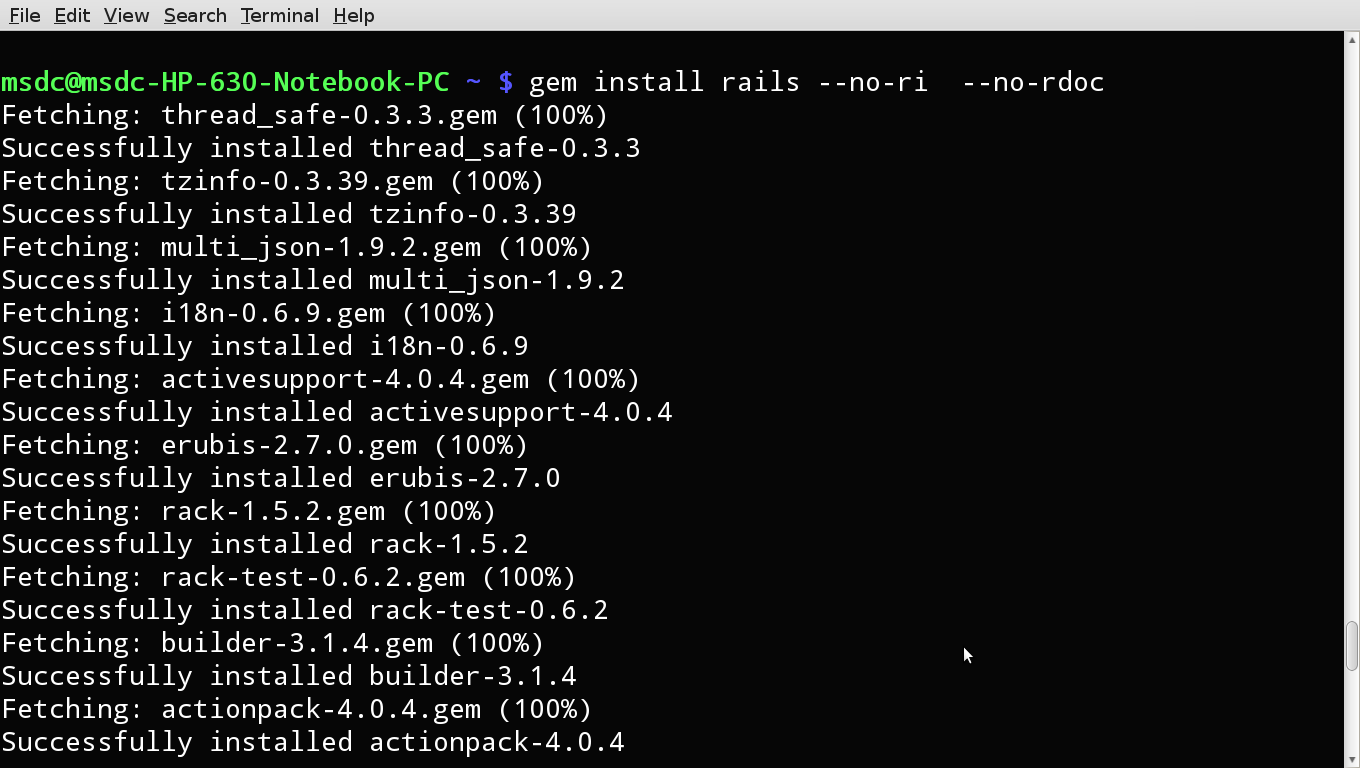 File Edit View Search Terminal Help
msdc@msdc-HP-630-Notebook-PC ~ $ gem install rails --no-ri  --no-rdoc
Fetching: thread_safe-0.3.3.gem (100%)
Successfully installed thread_safe-0.3.3
Fetching: tzinfo-0.3.39.gem (100%)
Successfully installed tzinfo-0.3.39
Fetching: multi_json-1.9.2.gem (100%)
Successfully installed multi_json-1.9.2
Fetching: i18n-0.6.9.gem (100%)
Successfully installed i18n-0.6.9
Fetching: activesupport-4.0.4.gem (100%)
Successfully installed activesupport-4.0.4
Fetching: erubis-2.7.0.gem (100%)
Successfully installed erubis-2.7.0
Fetching: rack-1.5.2.gem (100%)
Successfully installed rack-1.5.2
Fetching: rack-test-0.6.2.gem (100%)
Successfully installed rack-test-0.6.2
Fetching: builder-3.1.4.gem (100%)
Successfully installed builder-3.1.4
Fetching: actionpack-4.0.4.gem (100%)
Successfully installed actionpack-4.0.4